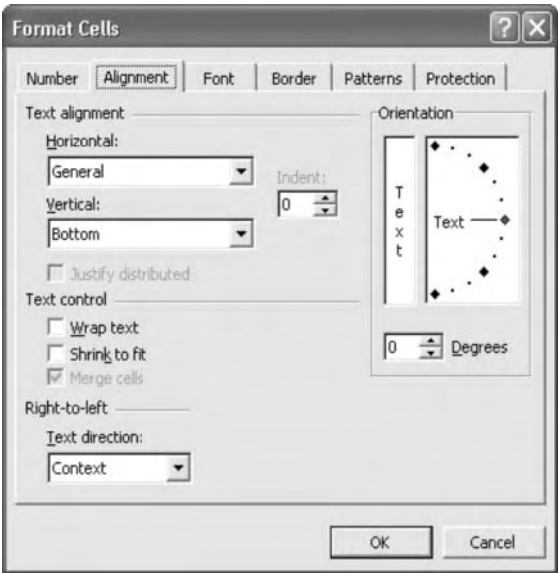 Format Cells
Number Alignment Font Border Patterns Protection
Text alignment
Horizontal:
General
Indent:
0
Vertical:
Bottom
Justify distributed
Text control
Wrap text
Shrink to fit
Merge cells
Right-to-left
Text direction:
Context
Orientation
Text
Text
0 Degrees
OK Cancel